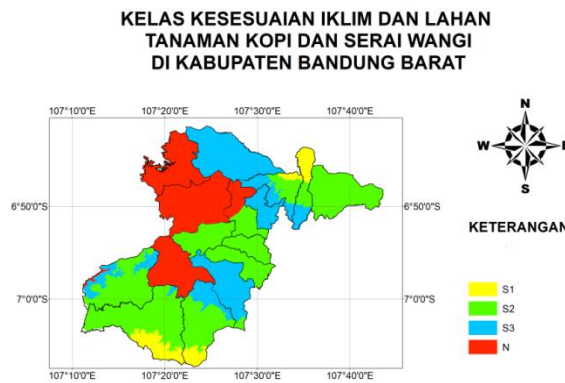 KELAS KESESUAIAN IKLIM DAN LAHAN
TANAMAN KOPI DAN SERAI WANGI
DI KABUPATEN BANDUNG BARAT
107°10'0"E 107°20'0"E 107°30'0"E 107°40'0"E
N
W E
S
6°50'0"S 6°50'0"S
KETERANGAN
S1
7°0'0"S 7°0'0"S
S2
S3
N
107°10'0"E 107°20'0"E 107°30'0"E 107°40'0"E